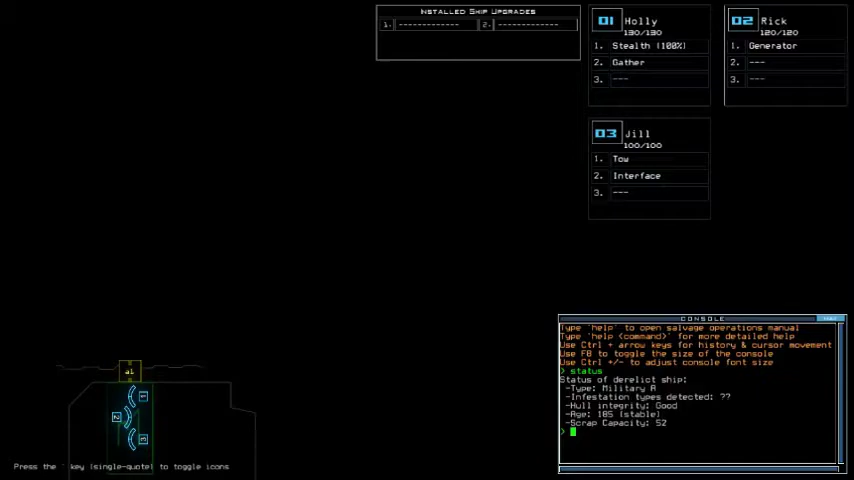 INSTALLED SHIP UPGRADES
1. ------------- 2. -------------
01 Holly
130/130
1. Stealth (100%)
2. Gather
3. ---
02 Rick
120/120
1. Generator
2. ---
3. ---
03 Jill
100/100
1. Tow
2. Interface
3. ---
CONSOLE
Type 'help' to open salvage operations manual
Type 'help <command>' for more detailed help
Use Ctrl + arrow keys for history & cursor movement
Use F8 to toggle the size of the console
Use Ctrl +/- to adjust console font size
> status
Status of derelict ship:
-Type: Military A
-Infestation types detected: ??
-Hull integrity: Good
-Age: 185 (stable)
-Scrap Capacity: 52
>
a1
1
2
3
Press the ` key (single-quote) to toggle icons